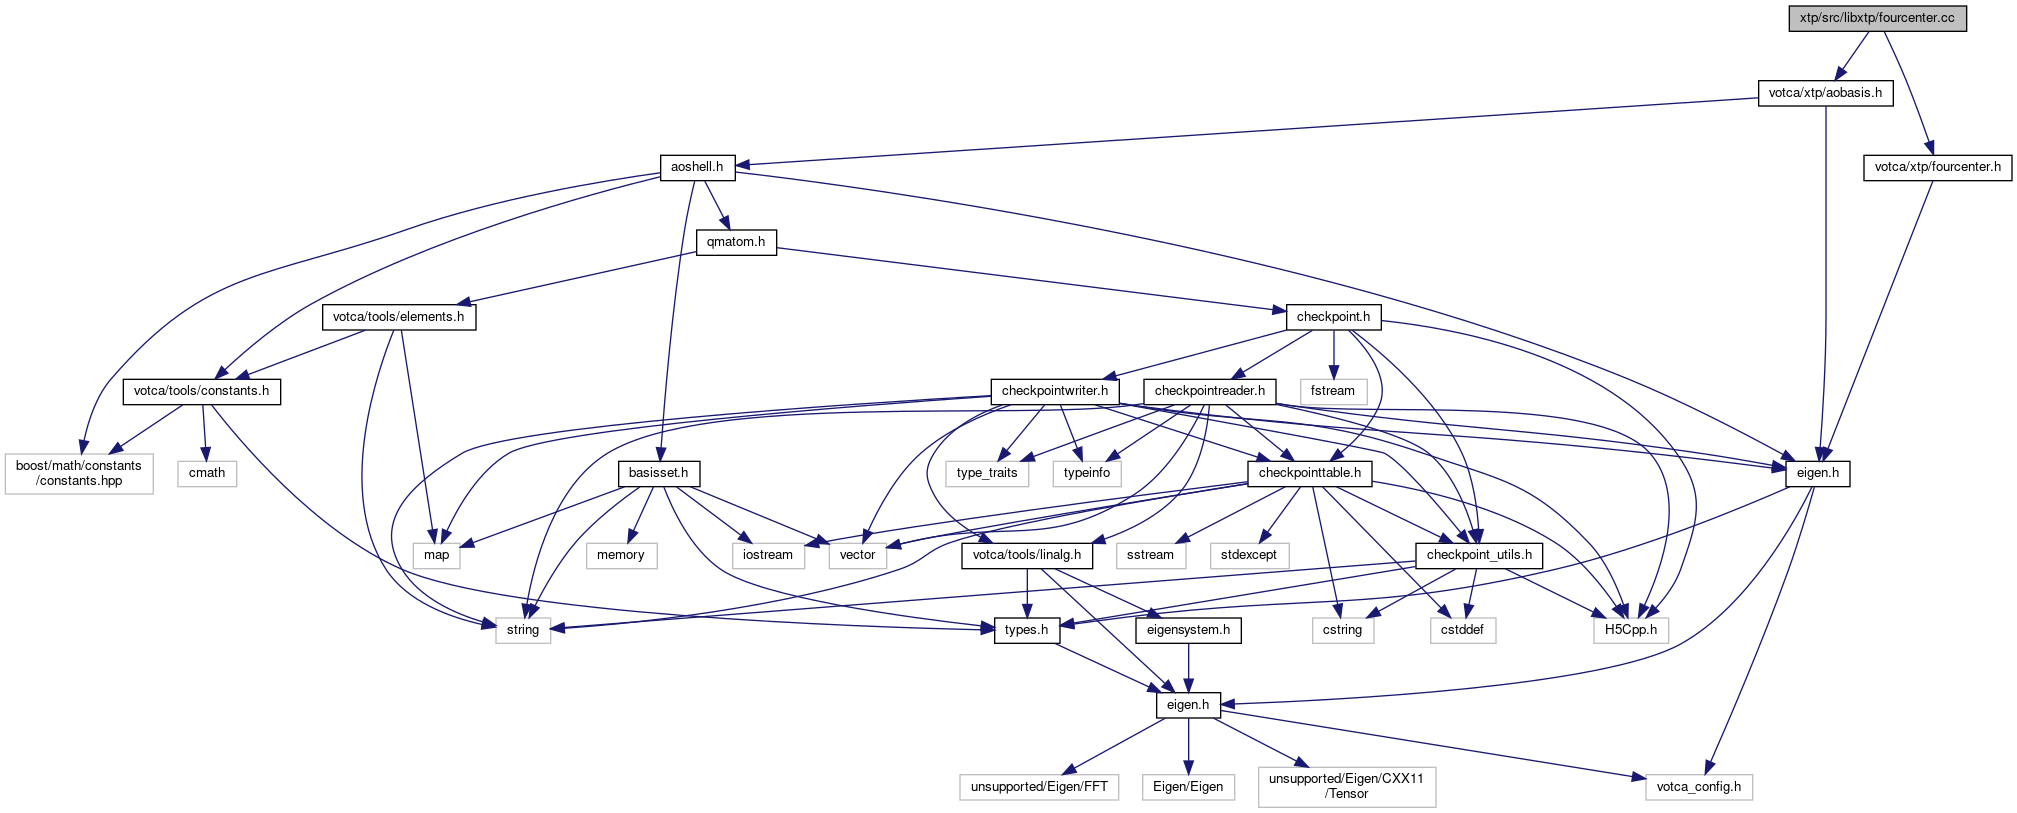 xtp/src/libxtp/fourcenter.cc
votca/xtp/aobasis.h
aoshell.h
votca/xtp/fourcenter.h
qmatom.h
votca/tools/elements.h
checkpoint.h
votca/tools/constants.h
checkpointwriter.h
checkpointreader.h
fstream
boost/math/constants
/constants.hpp
cmath
basisset.h
type_traits
typeinfo
checkpointtable.h
eigen.h
map
memory
iostream
vector
votca/tools/linalg.h
sstream
stdexcept
checkpoint_utils.h
string
types.h
eigensystem.h
cstring
cstddef
H5Cpp.h
eigen.h
unsupported/Eigen/FFT
Eigen/Eigen
unsupported/Eigen/CXX11
/Tensor
votca_config.h